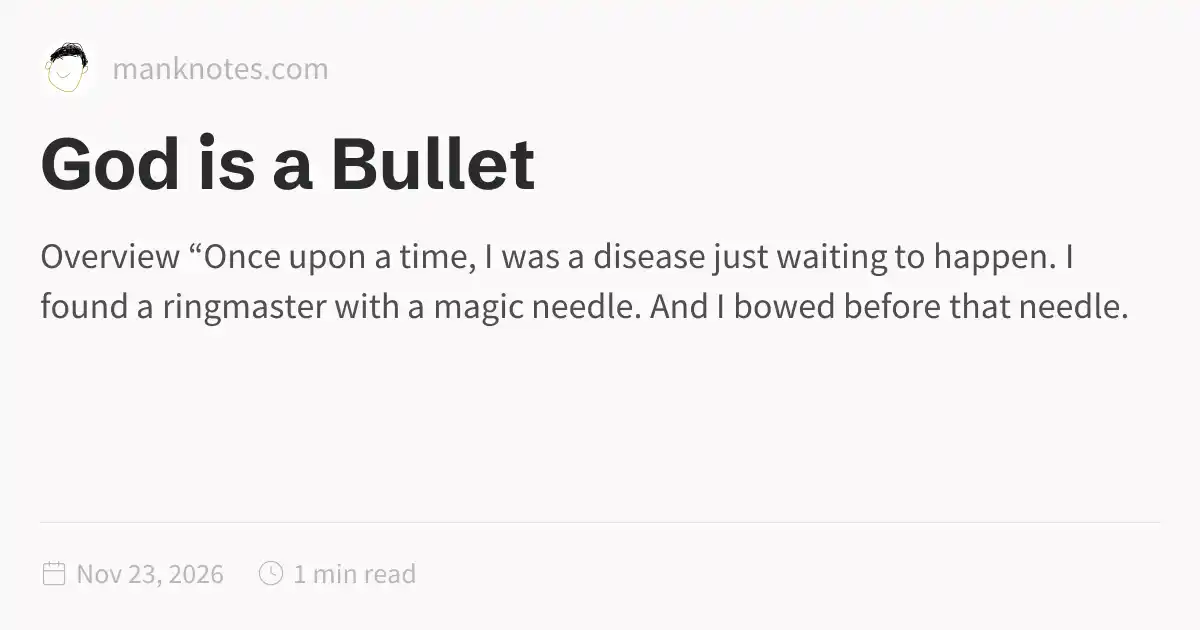 manknotes.com
God is a Bullet
Overview “Once upon a time, I was a disease just waiting to happen. I
found a ringmaster with a magic needle. And I bowed before that needle.
Nov 23, 2026
1 min read